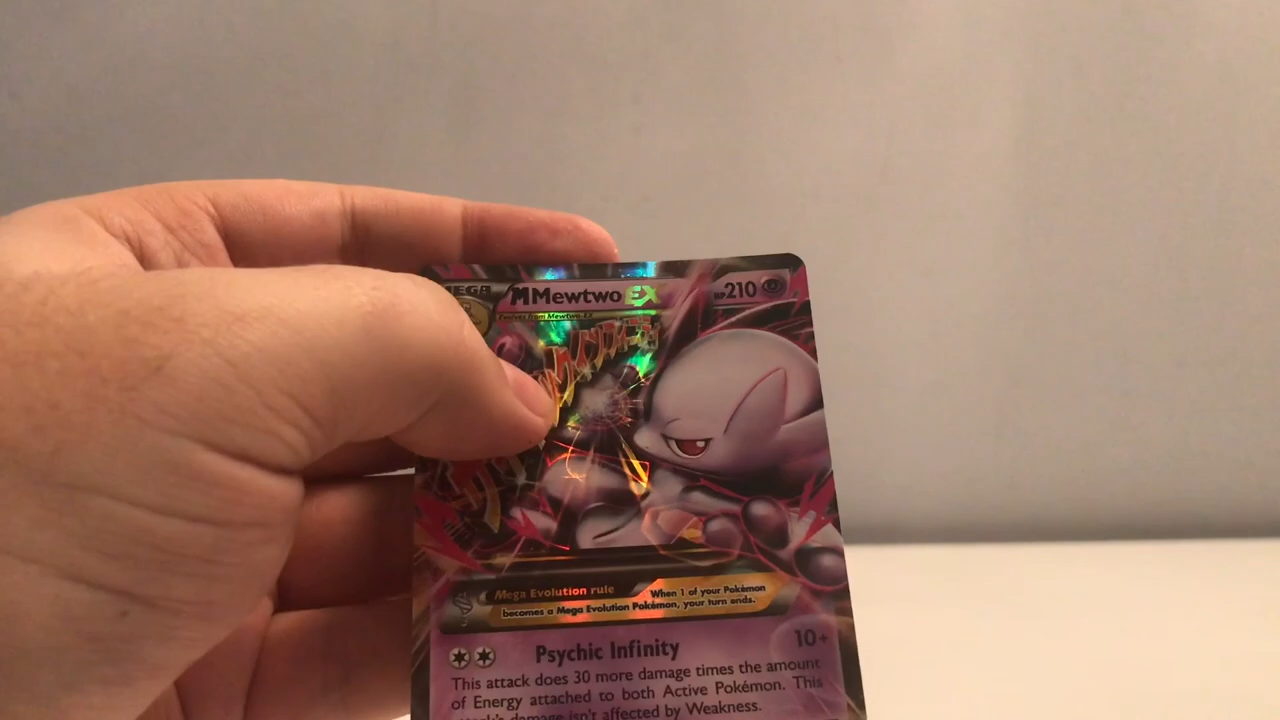 MEGA
M Mewtwo EX
HP210
Evolves from Mewtwo-EX
Mega Evolution rule
When 1 of your Pokémon
becomes a Mega Evolution Pokémon, your turn ends.
Psychic Infinity
10+
This attack does 30 more damage times the amount
of Energy attached to both Active Pokémon. This
attack's damage isn't affected by Weakness.